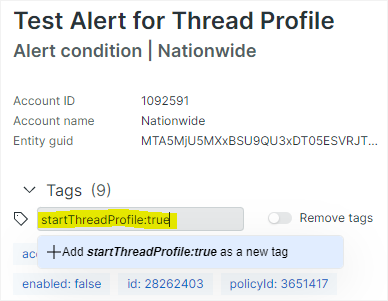 Test Alert for Thread Profile
Alert condition | Nationwide
Account ID 1092591
Account name Nationwide
Entity guid MTA5MjU5MXxBSU9QU3xDT05ESVRJT...
Tags (9)
startThreadProfile:true
Remove tags
Add startThreadProfile:true as a new tag
enabled: false id: 28262403 policyId: 3651417